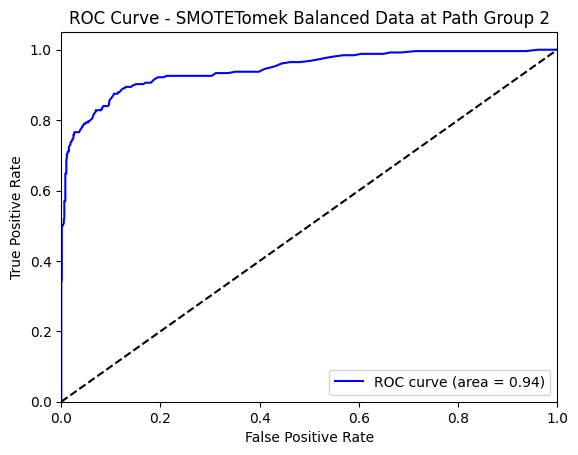 ROC Curve - SMOTETomek Balanced Data at Path Group 2
True Positive Rate
1.0
0.8
0.6
0.4
0.2
0.0
ROC curve (area = 0.94)
0.0 0.2 0.4 0.6 0.8 1.0
False Positive Rate